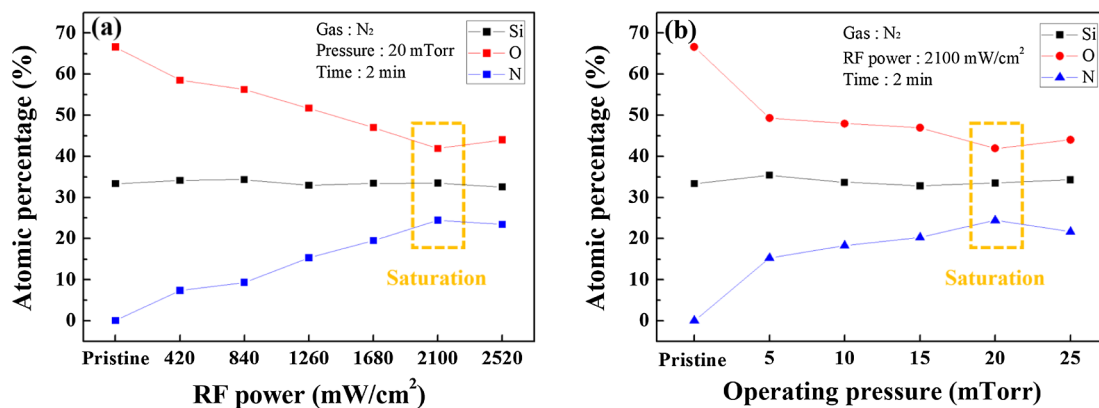 (a)
Gas : N₂
Pressure : 20 mTorr
Time : 2 min
Si
O
N
70
60
50
40
30
20
10
0
Atomic percentage (%)
Saturation
Pristine 420 840 1260 1680 2100 2520
RF power (mW/cm²)
(b)
Gas : N₂
RF power : 2100 mW/cm²
Time : 2 min
Si
O
N
70
60
50
40
30
20
10
0
Atomic percentage (%)
Saturation
Pristine 5 10 15 20 25
Operating pressure (mTorr)